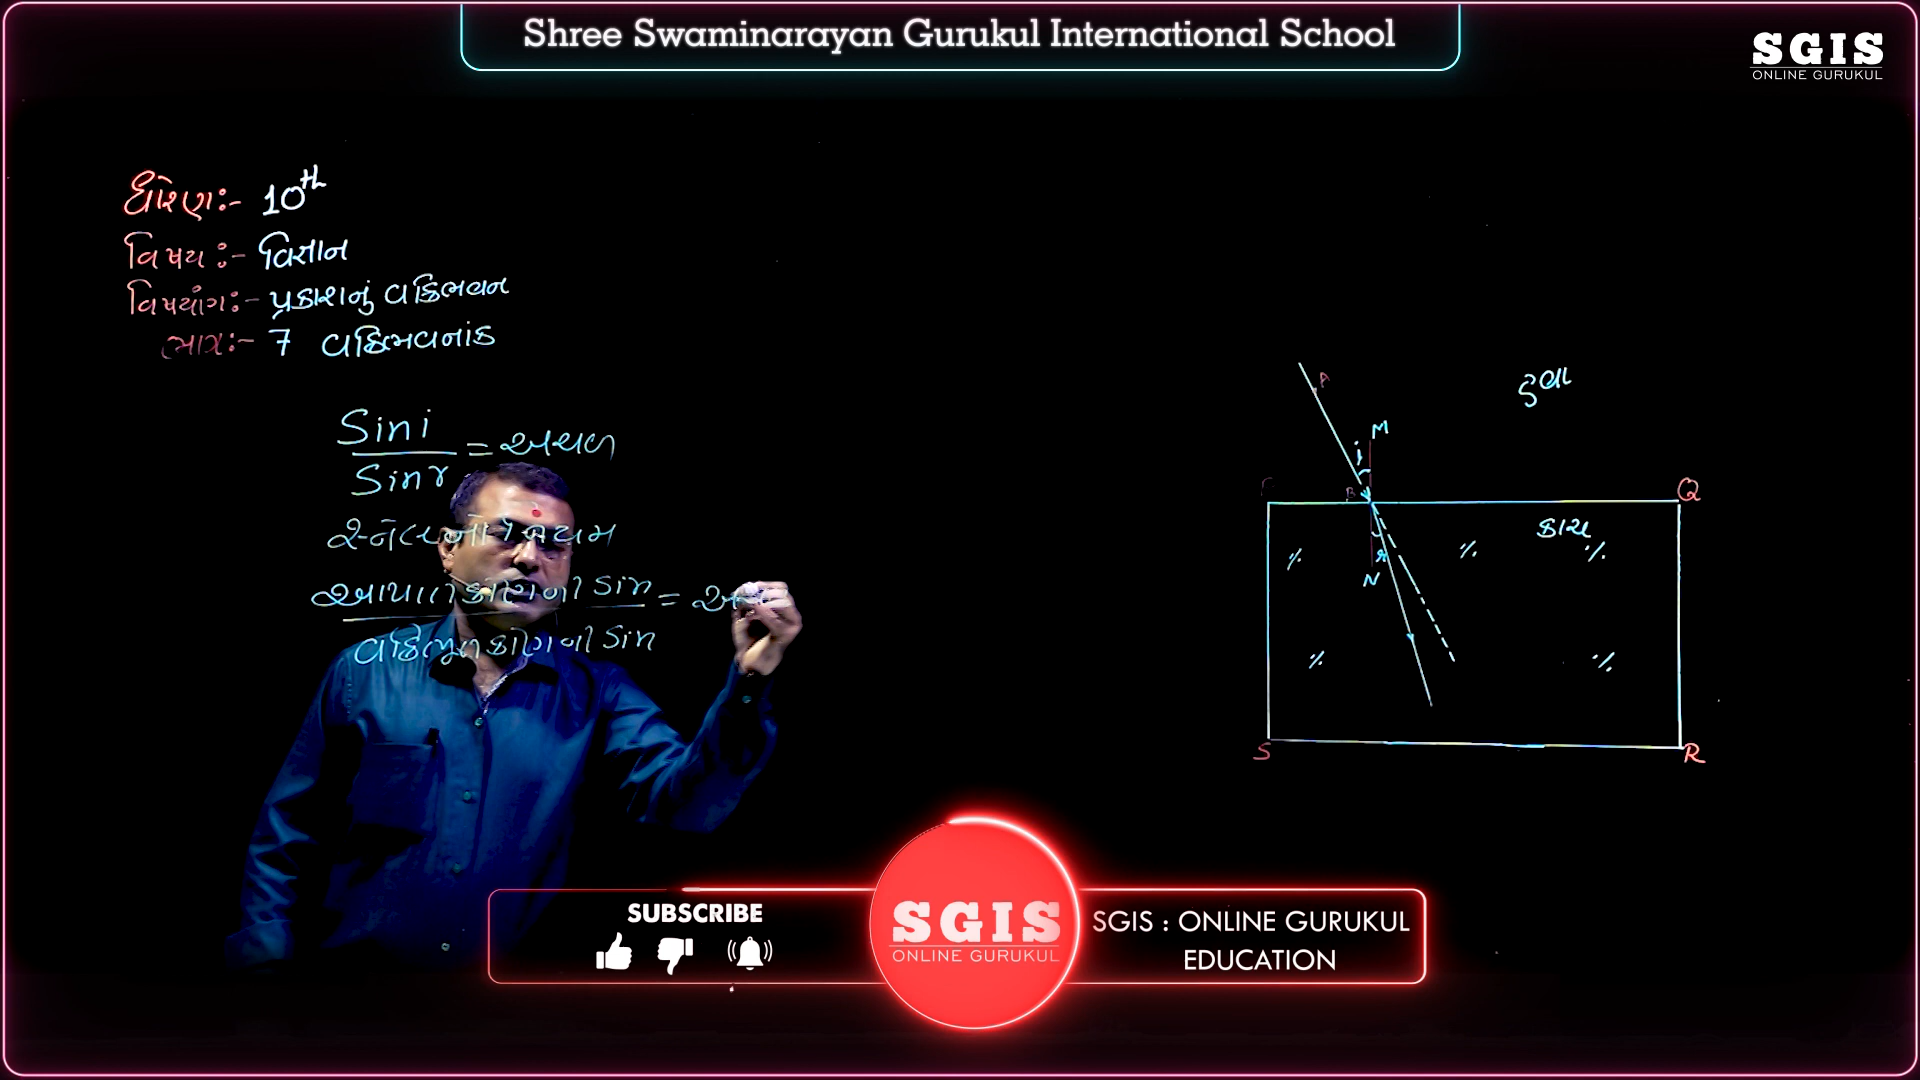 Shree Swaminarayan Gurukul International School
SGIS
ONLINE GURUKUL
ધોરણ:- 10th
વિષય:- વિજ્ઞાન
વિષયાંગ:- પ્રકાશનું વક્રિભવન
ભાગ:- 7 વક્રિભવનાંક
Sin i
Sin r
= અચળ
સ્નેલનો નિયમ
આપાતકોણની Sin
વક્રિભૂતકોણની Sin
= અ
હવા
A
M
i
B
Q
કાચ
r
N
S
R
SUBSCRIBE
SGIS
ONLINE GURUKUL
SGIS : ONLINE GURUKUL
EDUCATION